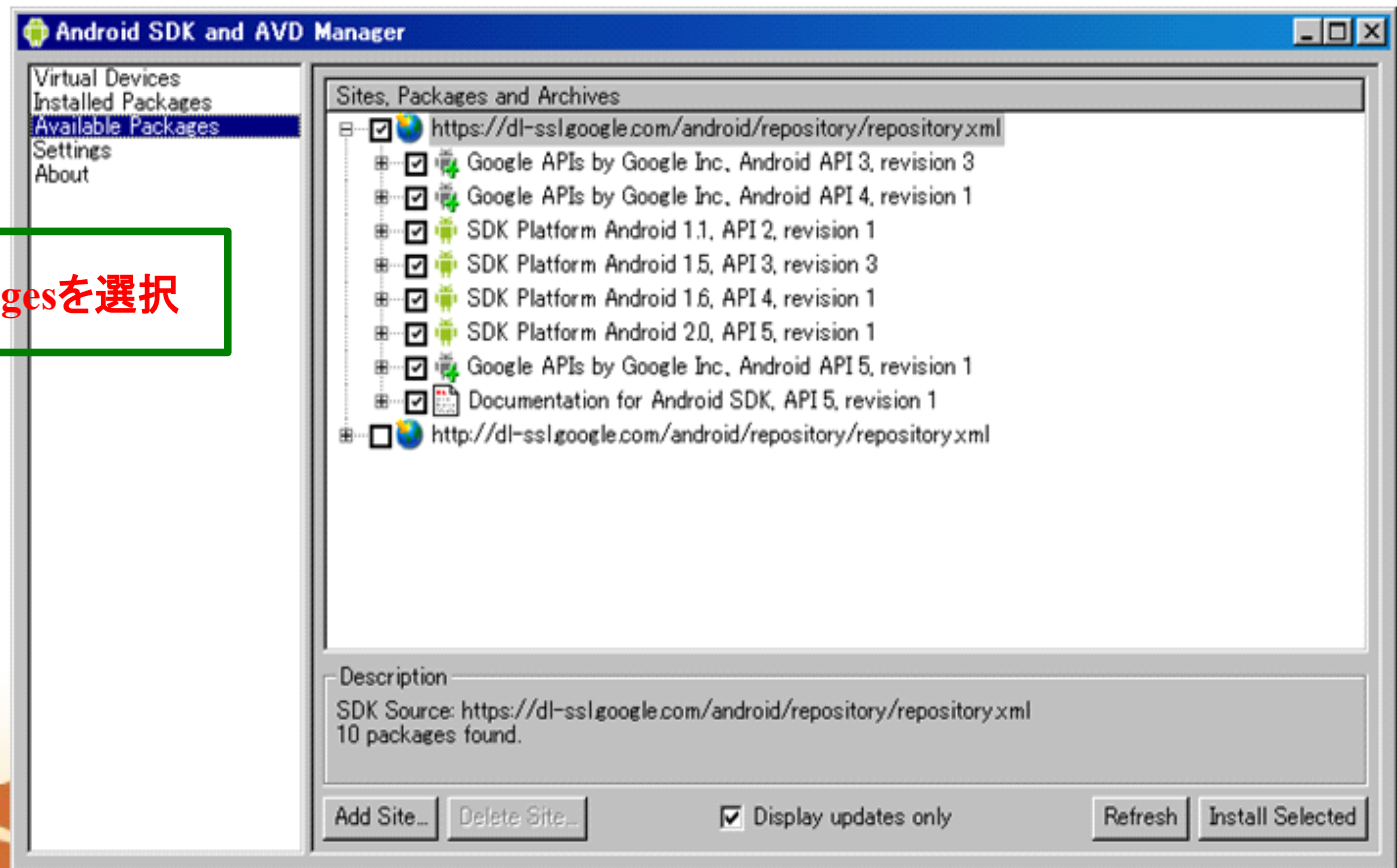 Android SDK and AVD Manager
Virtual Devices
Installed Packages
Available Packages
Settings
About
gesを選択
Sites, Packages and Archives
https://dl-ssl.google.com/android/repository/repository.xml
Google APIs by Google Inc., Android API 3, revision 3
Google APIs by Google Inc., Android API 4, revision 1
SDK Platform Android 1.1, API 2, revision 1
SDK Platform Android 1.5, API 3, revision 3
SDK Platform Android 1.6, API 4, revision 1
SDK Platform Android 2.0, API 5, revision 1
Google APIs by Google Inc., Android API 5, revision 1
Documentation for Android SDK, API 5, revision 1
http://dl-ssl.google.com/android/repository/repository.xml
Description
SDK Source: https://dl-ssl.google.com/android/repository/repository.xml
10 packages found.
Add Site...
Delete Site...
Display updates only
Refresh
Install Selected